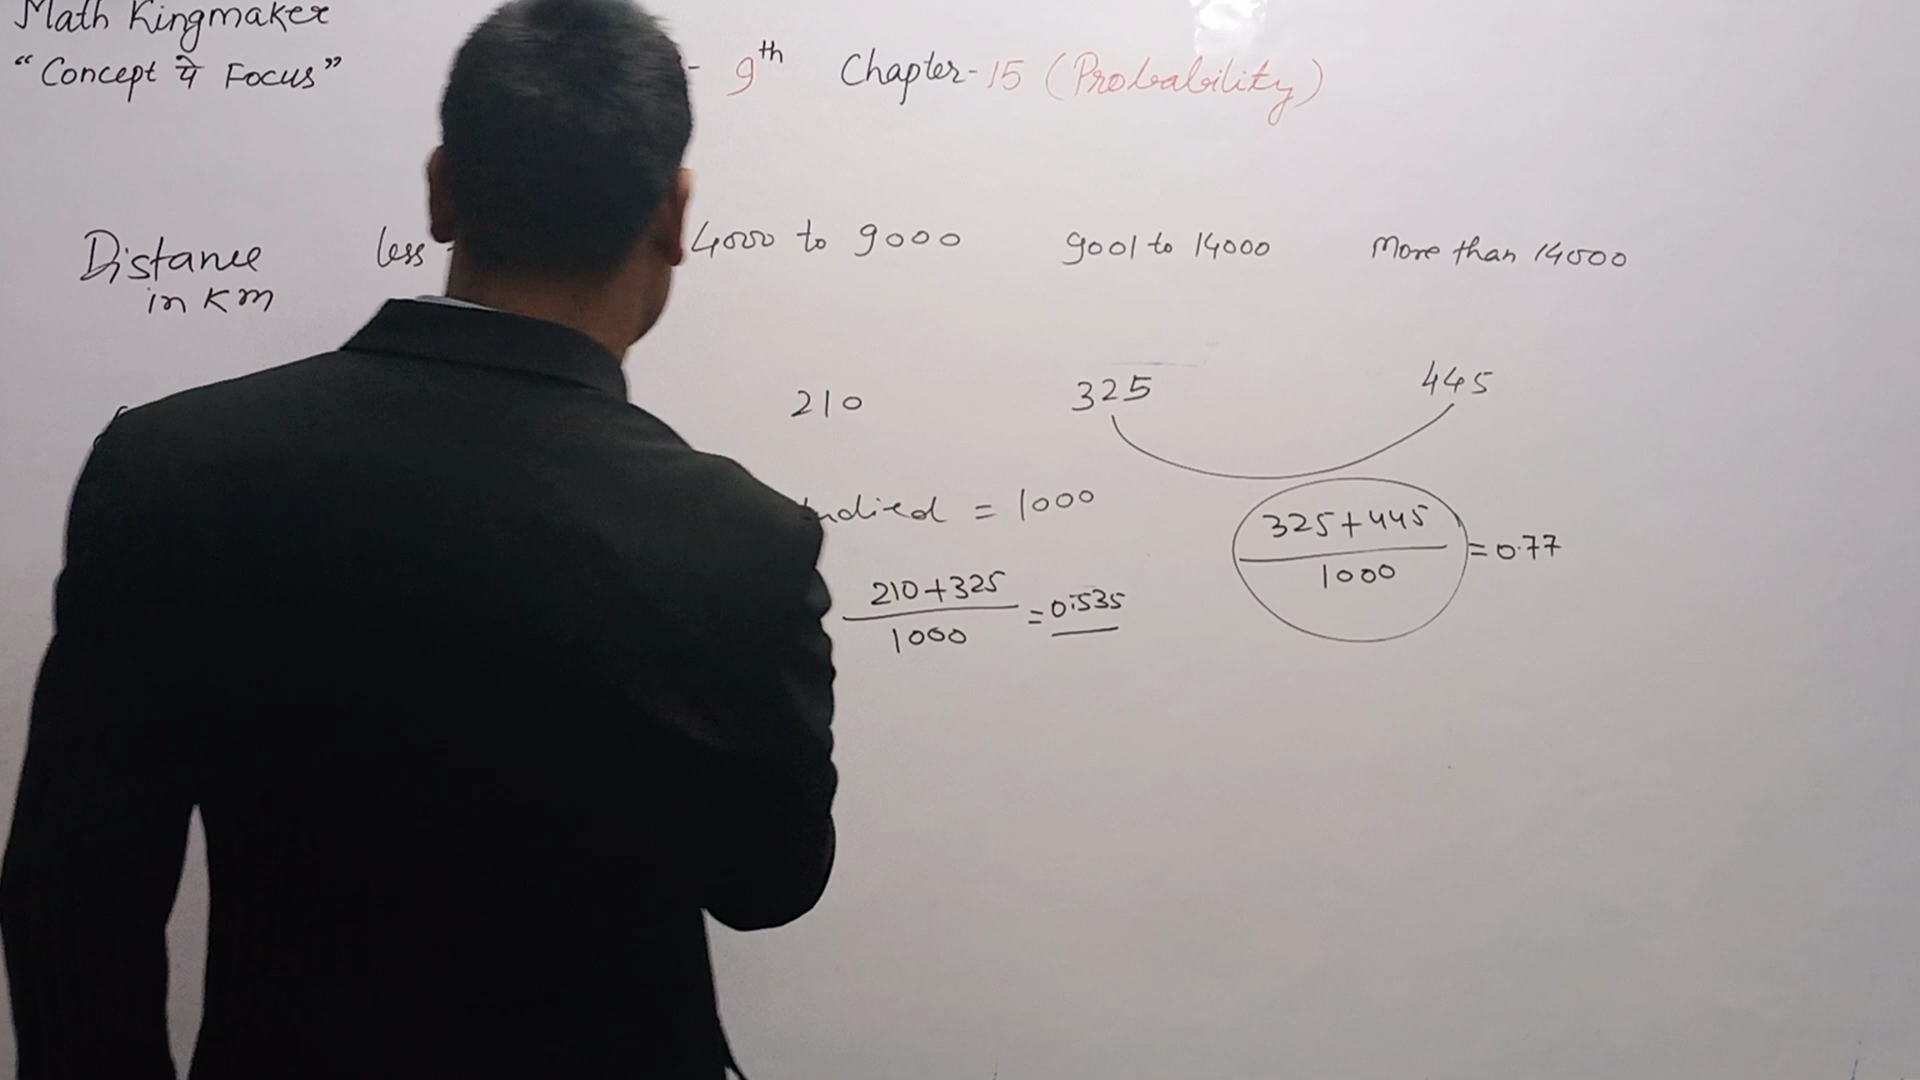 Math Kingmaker
"Concept पे Focus"
- 9th Chapter-15 (Probability)
Distance in KM
less
4000 to 9000
9001 to 14000
More than 14000
210
325
445
= 1000
210+325
1000
=0.535
325+445
1000
=0.77